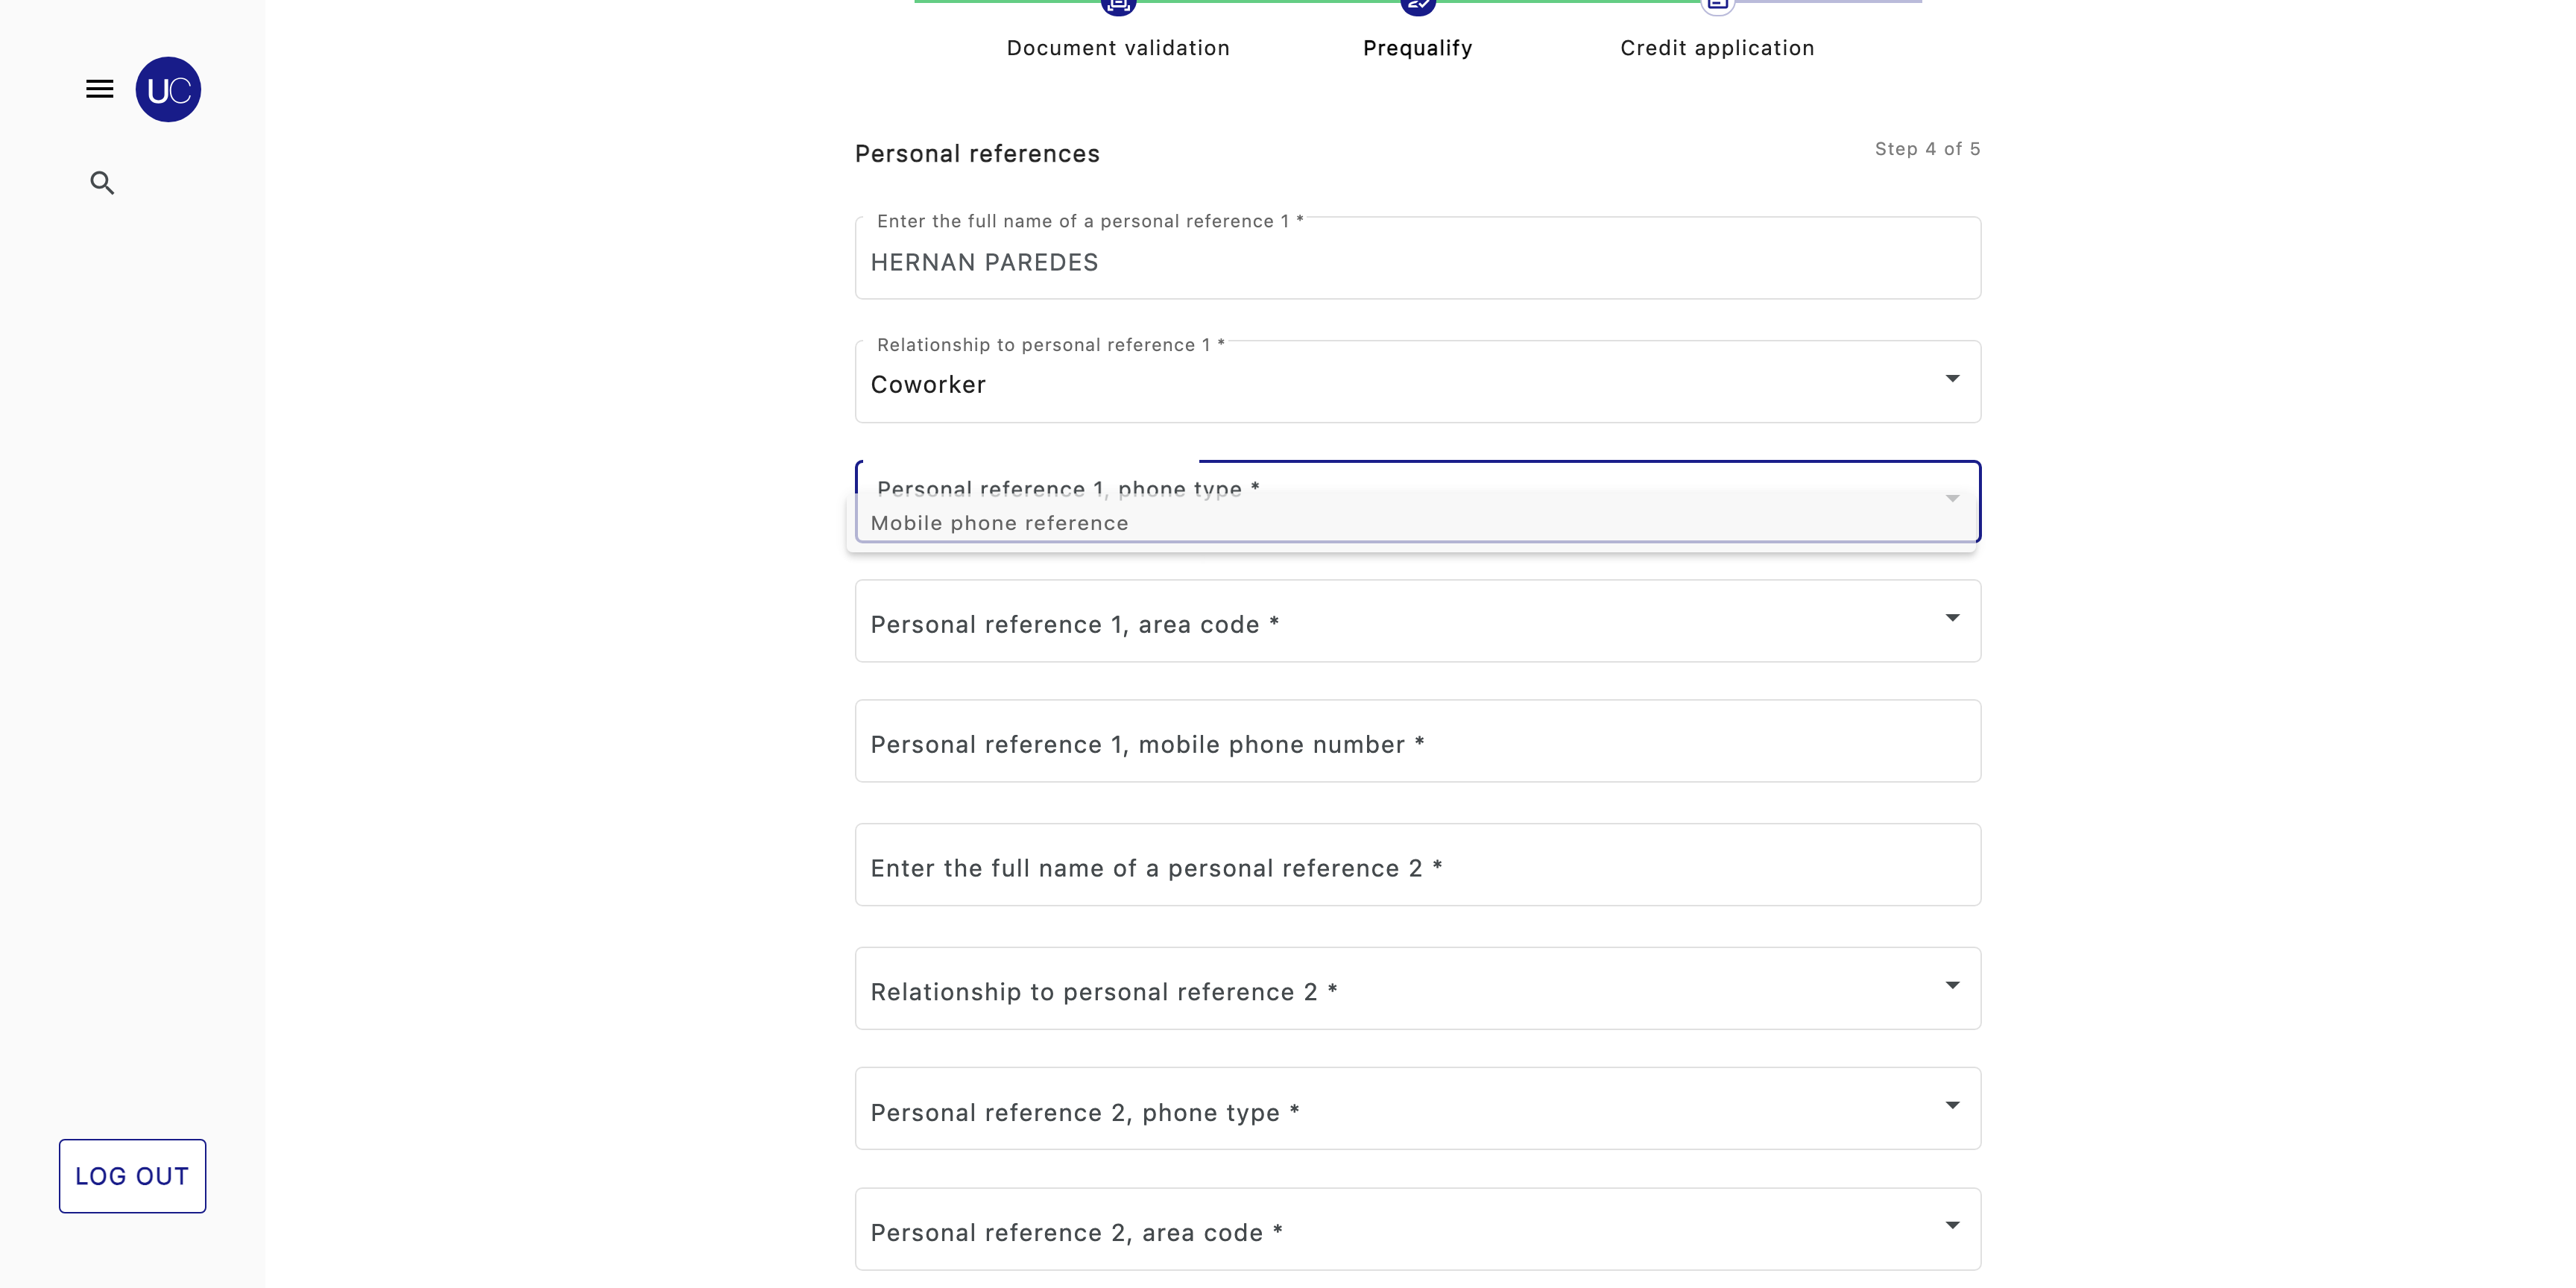 Document validation
Prequalify
Credit application
UC
Personal references
Step 4 of 5
Enter the full name of a personal reference 1 *
HERNAN PAREDES
Relationship to personal reference 1 *
Coworker
Personal reference 1, phone type *
Mobile phone reference
Personal reference 1, area code *
Personal reference 1, mobile phone number *
Enter the full name of a personal reference 2 *
Relationship to personal reference 2 *
Personal reference 2, phone type *
LOG OUT
Personal reference 2, area code *